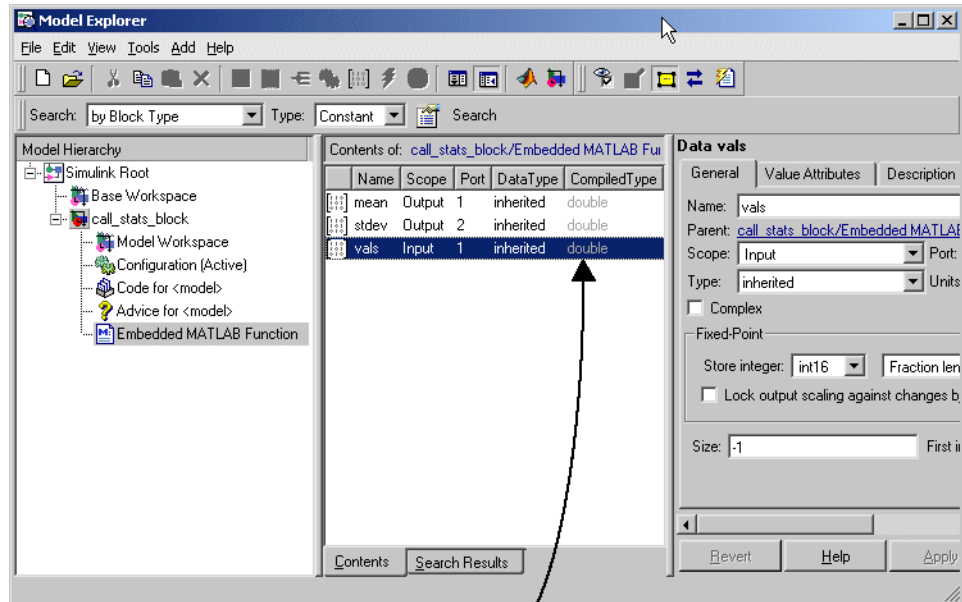 Model Explorer
File Edit View Tools Add Help
Search: by Block Type Type: Constant Search
Model Hierarchy
Simulink Root
Base Workspace
call_stats_block
Model Workspace
Configuration (Active)
Code for <model>
Advice for <model>
Embedded MATLAB Function
Contents of: call_stats_block/Embedded MATLAB Fu
Name Scope Port DataType CompiledType
mean Output 1 inherited double
stdev Output 2 inherited double
vals Input 1 inherited double
Contents Search Results
Data vals
General Value Attributes Description
Name: vals
Parent: call_stats_block/Embedded MATLA
Scope: Input Port:
Type: inherited Units
Complex
Fixed-Point
Store integer: int16 Fraction len
Lock output scaling against changes b
Size: -1 First i
Revert Help Apply